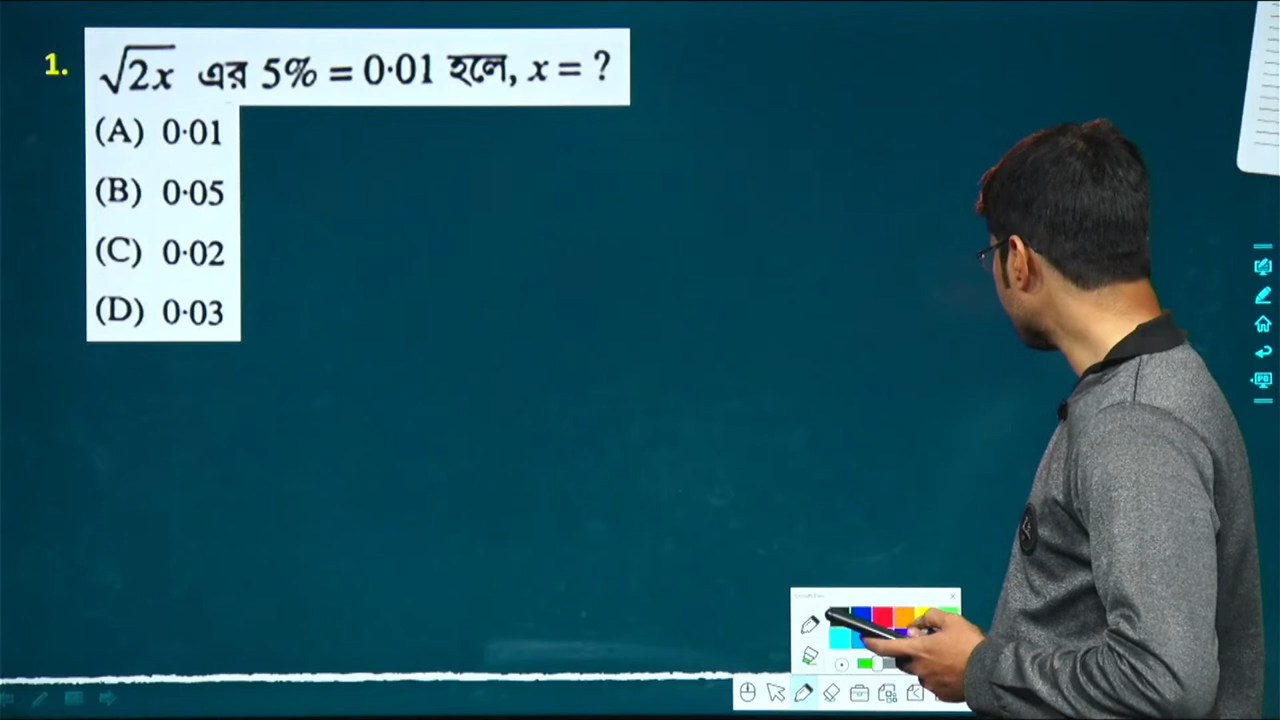 1. √2x এর 5% = 0·01 হলে, x = ?
(A) 0·01
(B) 0·05
(C) 0·02
(D) 0·03